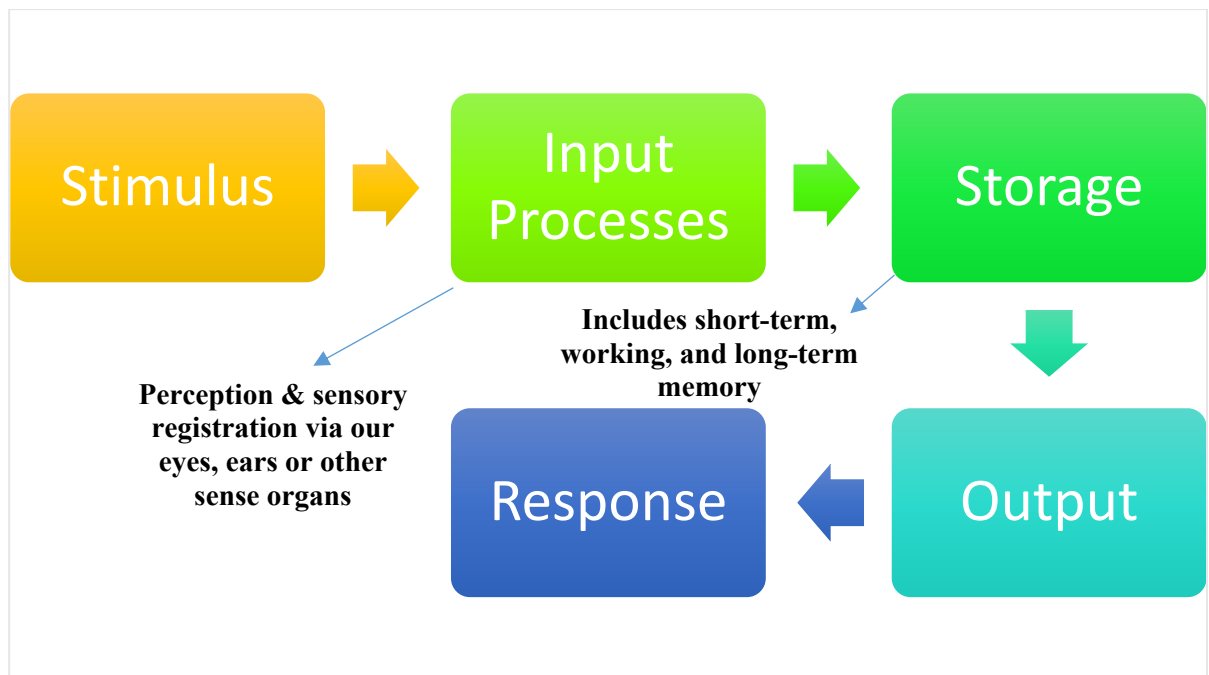 Stimulus
Input
Processes
Storage
Includes short-term,
working, and long-term
memory
Perception & sensory
registration via our
eyes, ears or other
sense organs
Response
Output